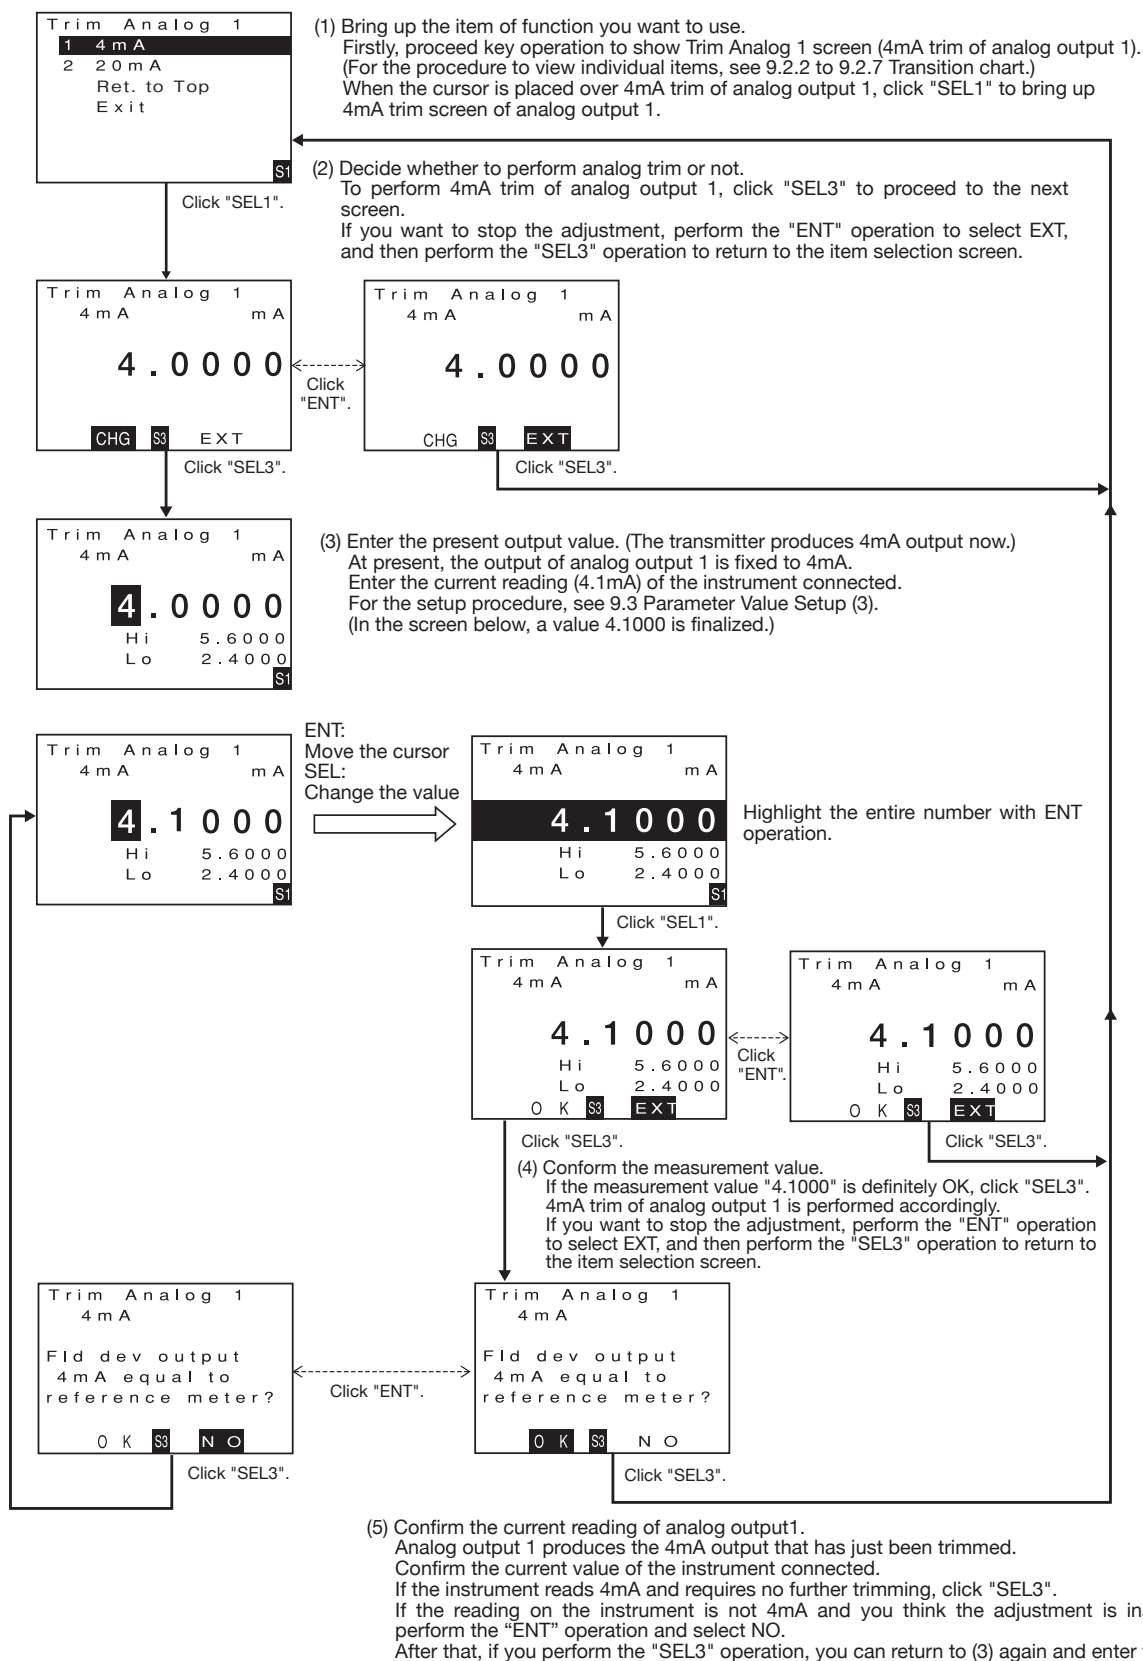 Trim Analog 1
1 4mA
2 20mA
Ret. to Top
Exit
S1
(1) Bring up the item of function you want to use.
Firstly, proceed key operation to show Trim Analog 1 screen (4mA trim of analog output 1).
(For the procedure to view individual items, see 9.2.2 to 9.2.7 Transition chart.)
When the cursor is placed over 4mA trim of analog output 1, click "SEL1" to bring up
4mA trim screen of analog output 1.
Click "SEL1".
(2) Decide whether to perform analog trim or not.
To perform 4mA trim of analog output 1, click "SEL3" to proceed to the next
screen.
If you want to stop the adjustment, perform the "ENT" operation to select EXT,
and then perform the "SEL3" operation to return to the item selection screen.
Trim Analog 1
4mA mA
4.0000
CHG S3 EXT
Click
"ENT".
Trim Analog 1
4mA mA
4.0000
CHG S3 EXT
Click "SEL3".
Click "SEL3".
Trim Analog 1
4mA mA
4.0000
Hi 5.6000
Lo 2.4000
S1
(3) Enter the present output value. (The transmitter produces 4mA output now.)
At present, the output of analog output 1 is fixed to 4mA.
Enter the current reading (4.1mA) of the instrument connected.
For the setup procedure, see 9.3 Parameter Value Setup (3).
(In the screen below, a value 4.1000 is finalized.)
Trim Analog 1
4mA mA
4.1000
Hi 5.6000
Lo 2.4000
S1
ENT:
Move the cursor
SEL:
Change the value
Trim Analog 1
4mA mA
4.1000
Hi 5.6000
Lo 2.4000
S1
Highlight the entire number with ENT
operation.
Click "SEL1".
Trim Analog 1
4mA mA
4.1000
Hi 5.6000
Lo 2.4000
OK S3 EXT
Click
"ENT".
Trim Analog 1
4mA mA
4.1000
Hi 5.6000
Lo 2.4000
OK S3 EXT
Click "SEL3".
Click "SEL3".
(4) Conform the measurement value.
If the measurement value "4.1000" is definitely OK, click "SEL3".
4mA trim of analog output 1 is performed accordingly.
If you want to stop the adjustment, perform the "ENT" operation
to select EXT, and then perform the "SEL3" operation to return to
the item selection screen.
Trim Analog 1
4mA
Fld dev output
4mA equal to
reference meter?
OK S3 NO
Click "SEL3".
Click "ENT".
Trim Analog 1
4mA
Fld dev output
4mA equal to
reference meter?
OK S3 NO
Click "SEL3".
(5) Confirm the current reading of analog output1.
Analog output 1 produces the 4mA output that has just been trimmed.
Confirm the current value of the instrument connected.
If the instrument reads 4mA and requires no further trimming, click "SEL3".
If the reading on the instrument is not 4mA and you think the adjustment is
perform the “ENT” operation and select NO.
After that, if you perform the "SEL3" operation, you can return to (3) again and enter